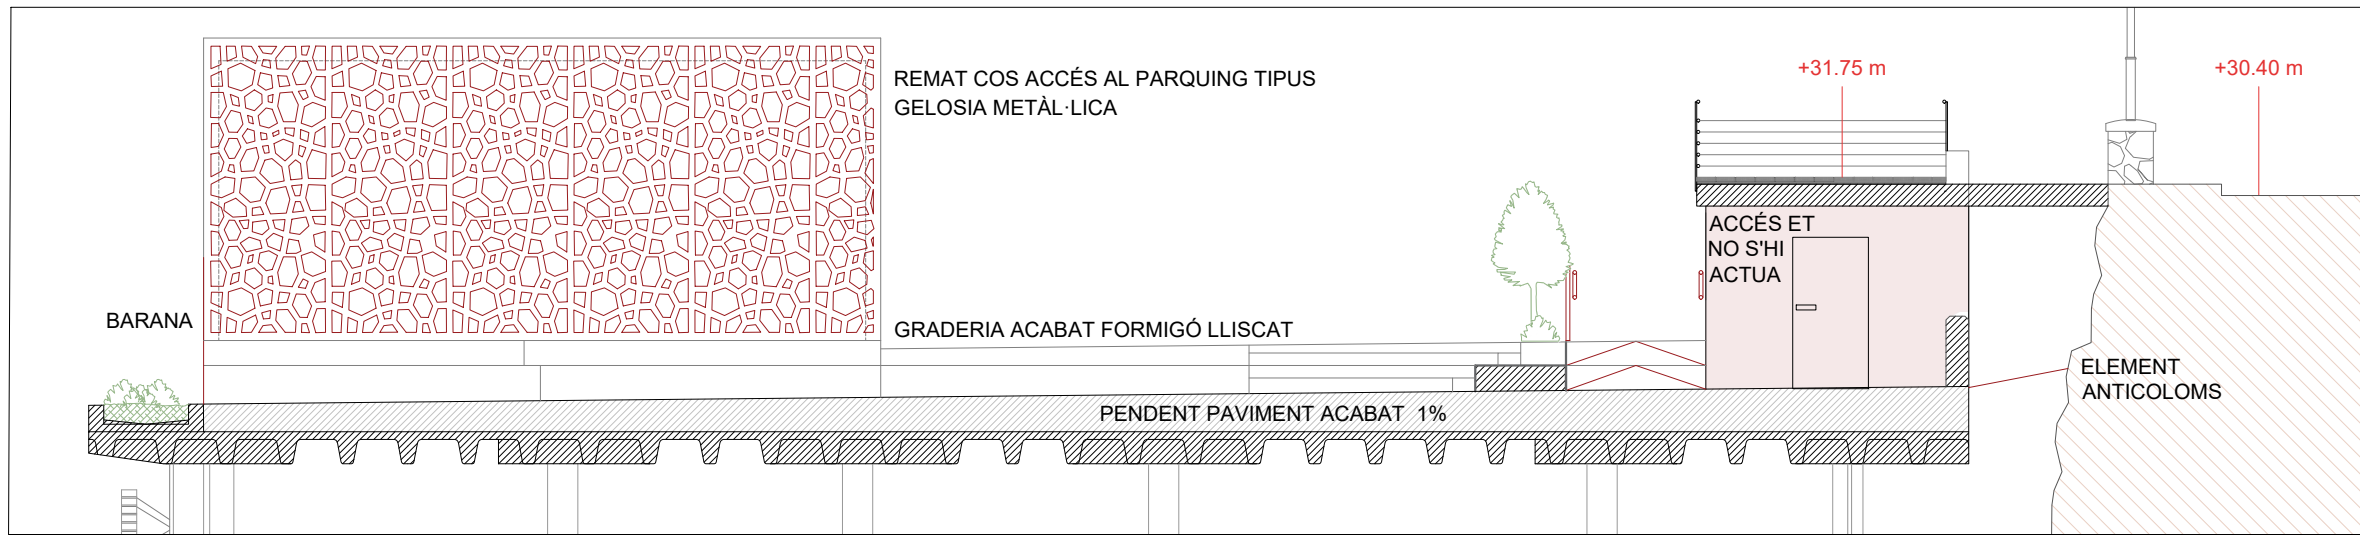 REMAT COS ACCÉS AL PARQUING TIPUS
GELOSIA METÀL·LICA
+31.75 m
+30.40 m
ACCÉS ET
NO S'HI
ACTUA
BARANA
GRADERIA ACABAT FORMIGÓ LLISCAT
ELEMENT
ANTICOLOMS
PENDENT PAVIMENT ACABAT 1%